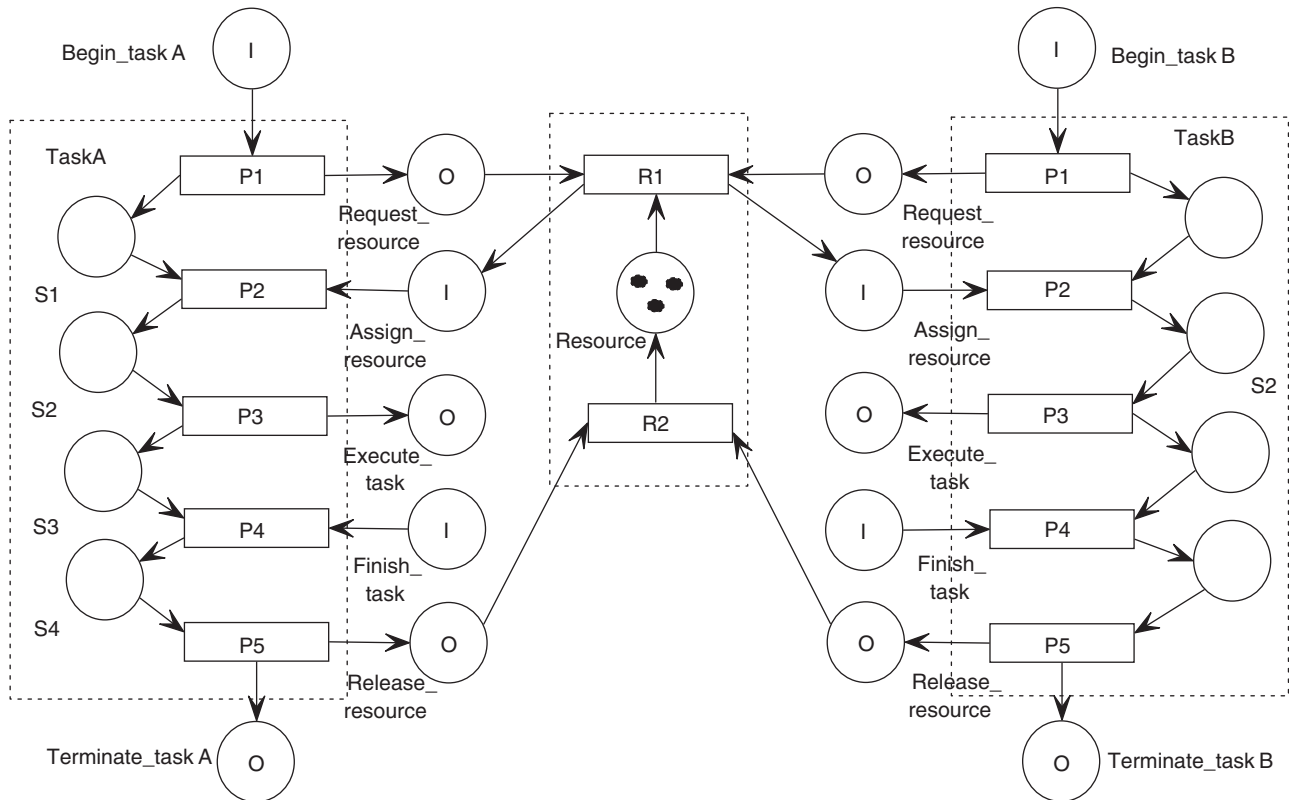 Begin_task A
I
I
Begin_task B
TaskA
TaskB
P1
O
R1
O
P1
Request_
resource
Request_
resource
S1
P2
I
I
P2
Assign_
resource
Resource
Assign_
resource
S2
P3
O
R2
O
P3
S2
Execute_
task
Execute_
task
S3
P4
I
I
P4
Finish_
task
Finish_
task
S4
P5
O
O
P5
Release_
resource
Release_
resource
Terminate_task A
O
O
Terminate_task B